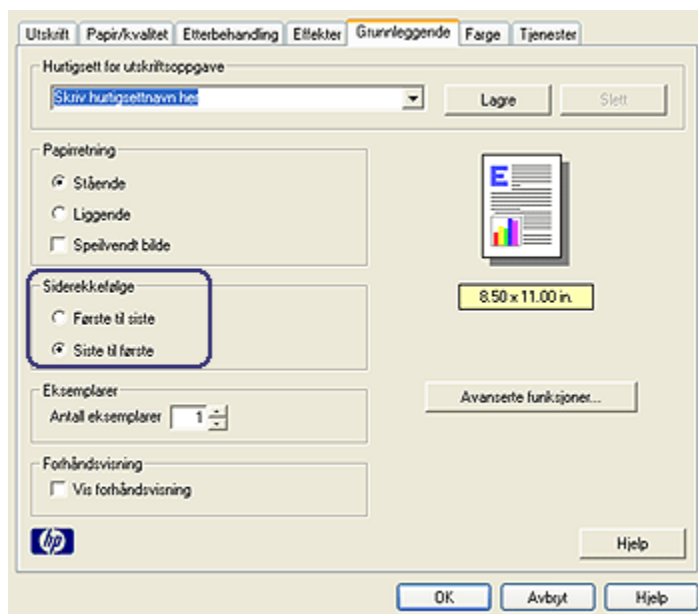 Utskrift Papir/kvalitet Etterbehandling Effekter Grunnleggende Farge Tjenester
Hurtigsett for utskriftsoppgave
Skriv hurtigsettnavn her Lagre Slett
Papirretning
Stående
Liggende
Speilvendt bilde
E
8.50 x 11.00 in.
Siderekkefølge
Første til siste
Siste til første
Eksemplarer
Antall eksemplarer 1
Avanserte funksjoner...
Forhåndsvisning
Vis forhåndsvisning
hp
Hjelp
OK Avbryt Hjelp